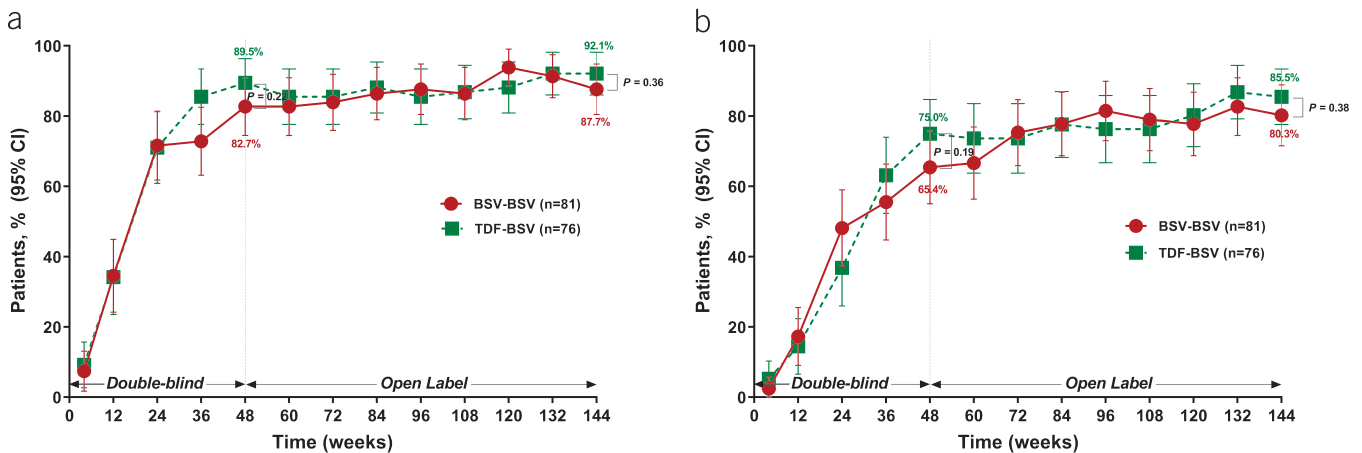 a
Patients, % (95% CI)
100
80
60
40
20
0
89.5%
P = 0.22
82.7%
92.1%
P = 0.36
87.7%
BSV-BSV (n=81)
TDF-BSV (n=76)
Double-blind
Open Label
0 12 24 36 48 60 72 84 96 108 120 132 144
Time (weeks)
b
Patients, % (95% CI)
100
80
60
40
20
0
75.0%
P = 0.19
65.4%
85.5%
P = 0.38
80.3%
BSV-BSV (n=81)
TDF-BSV (n=76)
Double-blind
Open Label
0 12 24 36 48 60 72 84 96 108 120 132 144
Time (weeks)